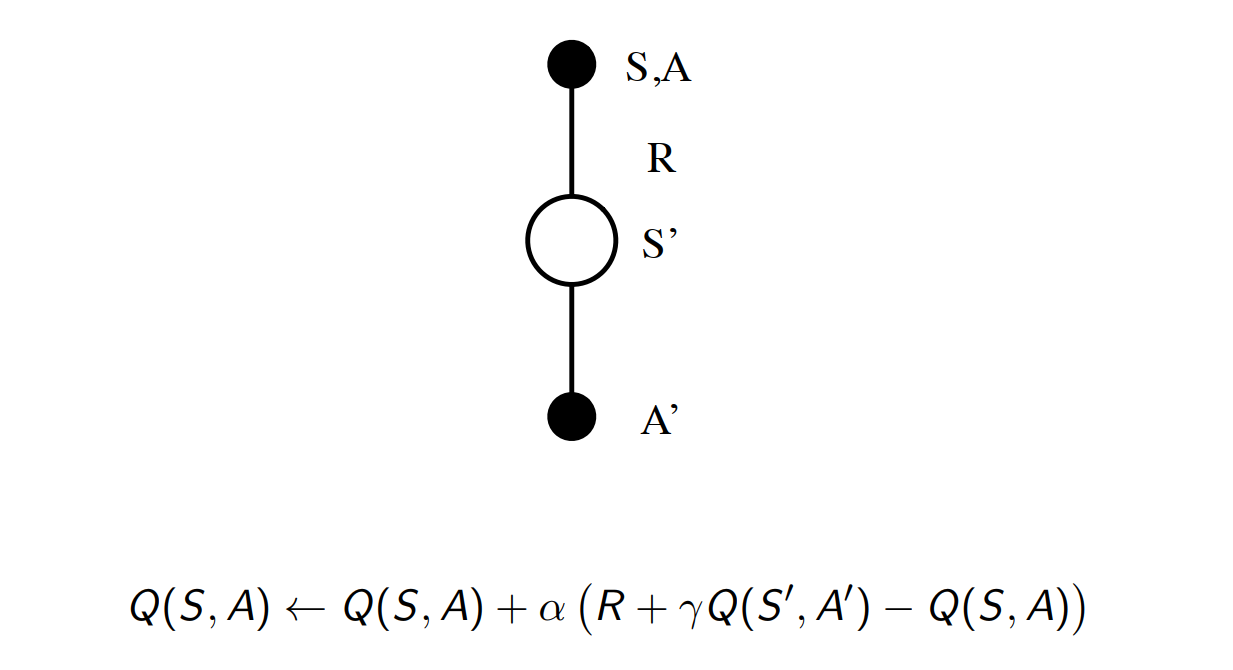 S,A
R
S’
A’
Q(S, A) ← Q(S, A) + α (R + γQ(S′, A′) − Q(S, A))